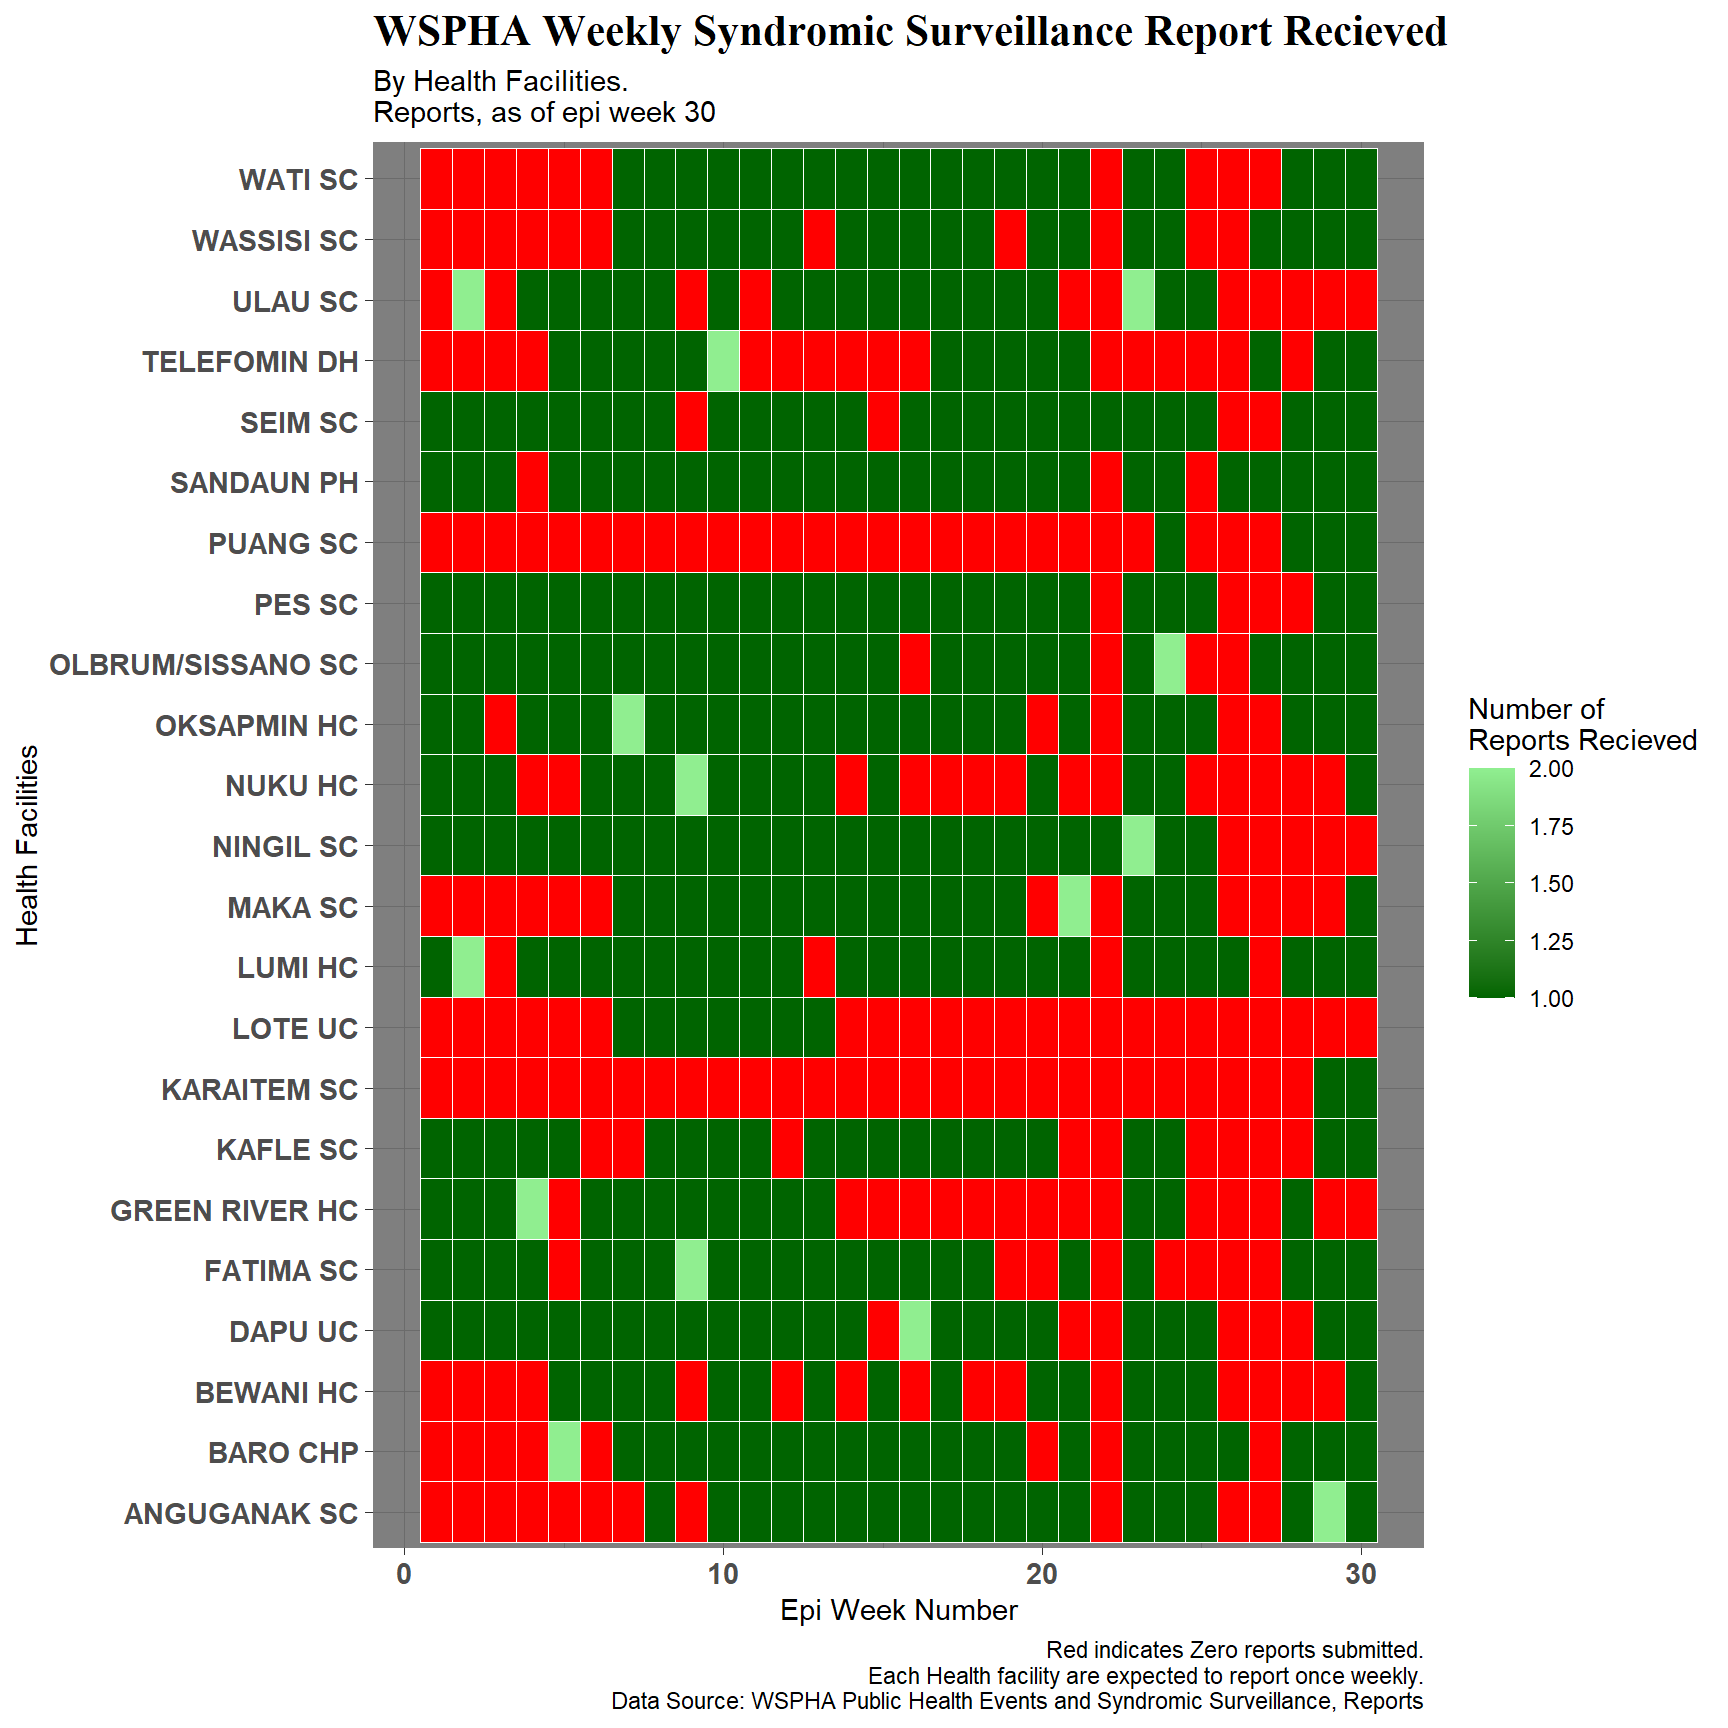 WSPHA Weekly Syndromic Surveillance Report Recieved
By Health Facilities.
Reports, as of epi week 30
WATI SC
WASSISI SC
ULAU SC
TELEFOMIN DH
SEIM SC
SANDAUN PH
PUANG SC
PES SC
OLBRUM/SISSANO SC
OKSAPMIN HC
NUKU HC
NINGIL SC
MAKA SC
LUMI HC
LOTE UC
KARAITEM SC
KAFLE SC
GREEN RIVER HC
FATIMA SC
DAPU UC
BEWANI HC
BARO CHP
ANGUGANAK SC
Health Facilities
0 10 20 30
Epi Week Number
Number of
Reports Recieved
2.00
1.75
1.50
1.25
1.00
Red indicates Zero reports submitted.
Each Health facility are expected to report once weekly.
Data Source: WSPHA Public Health Events and Syndromic Surveillance, Reports